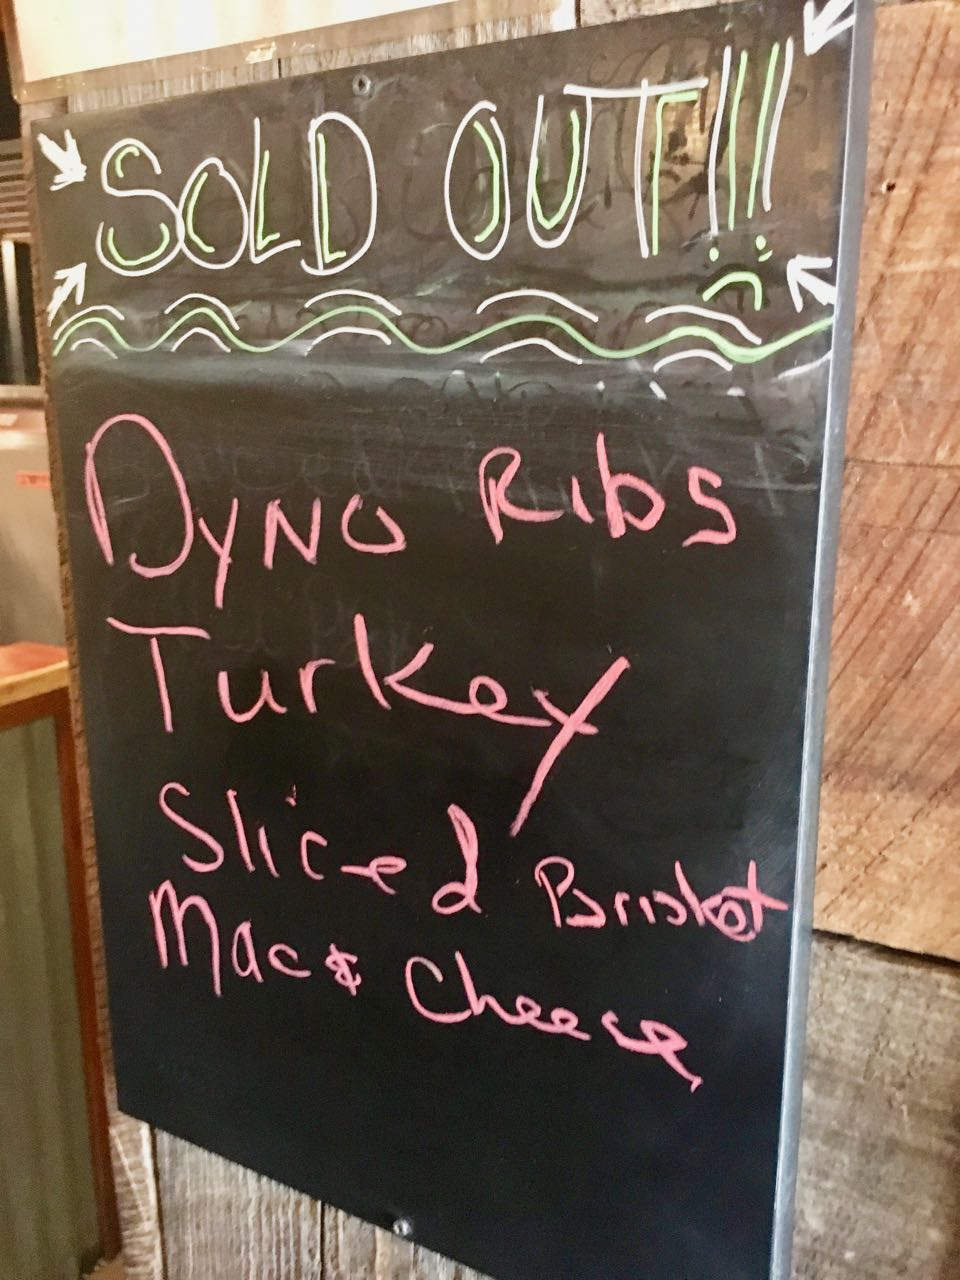 SOLD OUT!!!
Dyno Ribs
Turkey
Sliced Brisket
Mac & Cheese